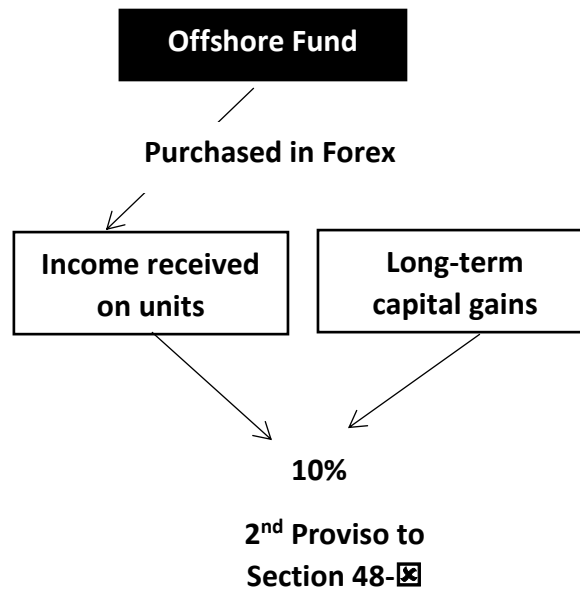 Offshore Fund
Purchased in Forex
Income received
on units
Long-term
capital gains
10%
2nd Proviso to
Section 48-☒